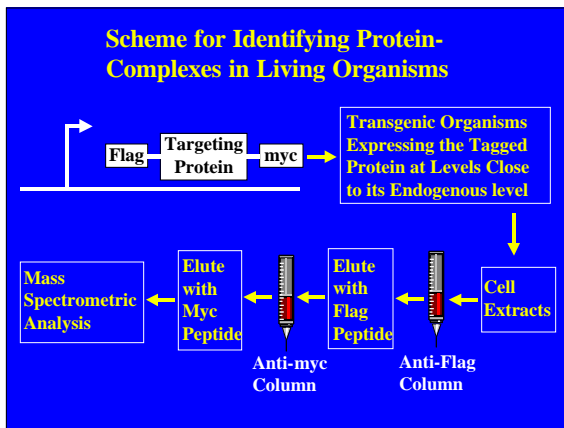 Scheme for Identifying Protein-
Complexes in Living Organisms
Flag
Targeting
Protein
myc
Transgenic Organisms
Expressing the Tagged
Protein at Levels Close
to its Endogenous level
Cell
Extracts
Anti-Flag
Column
Elute
with
Flag
Peptide
Anti-myc
Column
Elute
with
Myc
Peptide
Mass
Spectrometric
Analysis